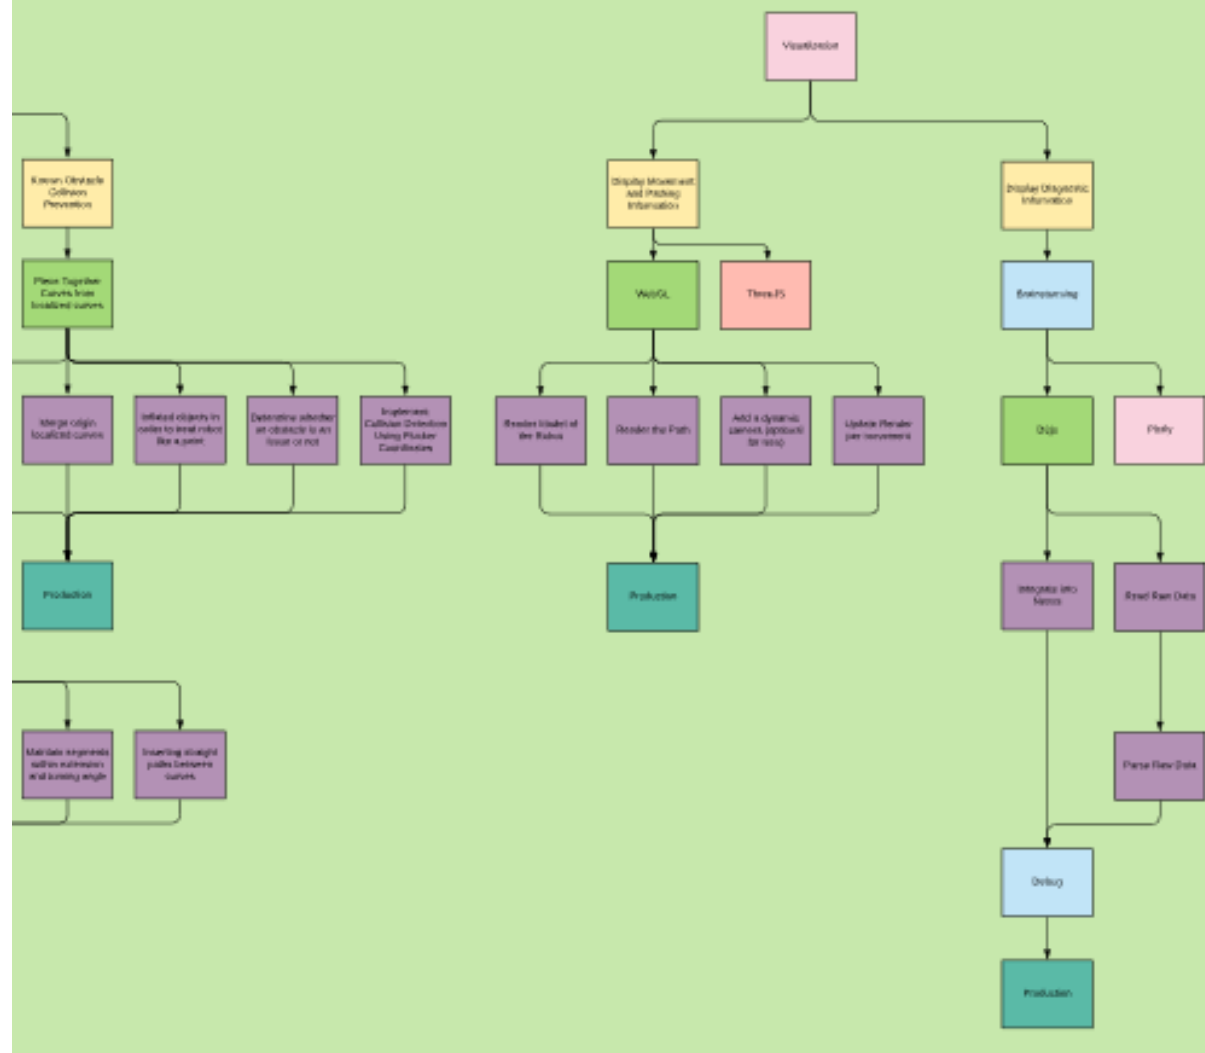 Visualization
Known Obstacle
Collision
Prevention
Display Movement
and Pathing
Information
Display Diagnostic
Information
Piece Together
Curves from
localized curves
WebGL
ThreeJS
Brainstorming
Merge origin
localized curves
Inflated objects in
order to treat robot
like a point
Determine whether
an obstacle is an
issue or not
Implement
Collision Detection
Using Plucker
Coordinates
Render Model of
the Robot
Render the Path
Add a dynamic
camera
Update Render
per movement
Plotly
Production
Production
Integrate into
Read Raw Data
Maintain segments
within extension
and turning angle
Inserting straight
paths between
curves
Parse Raw Data
Debug
Production